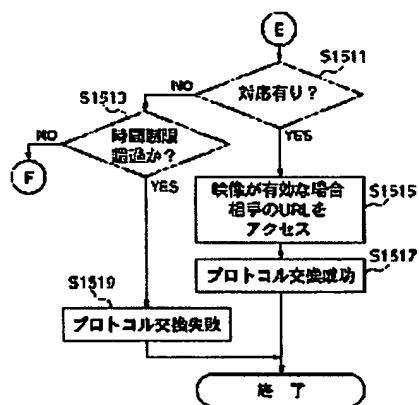 E
S1511
対応有り?
NO
YES
S1513
時間制限
超過か?
NO
YES
F
映像が有効な場合
相手のURLを
アクセス
S1515
プロトコル交換成功
S1517
S1519
プロトコル交換失敗
終了